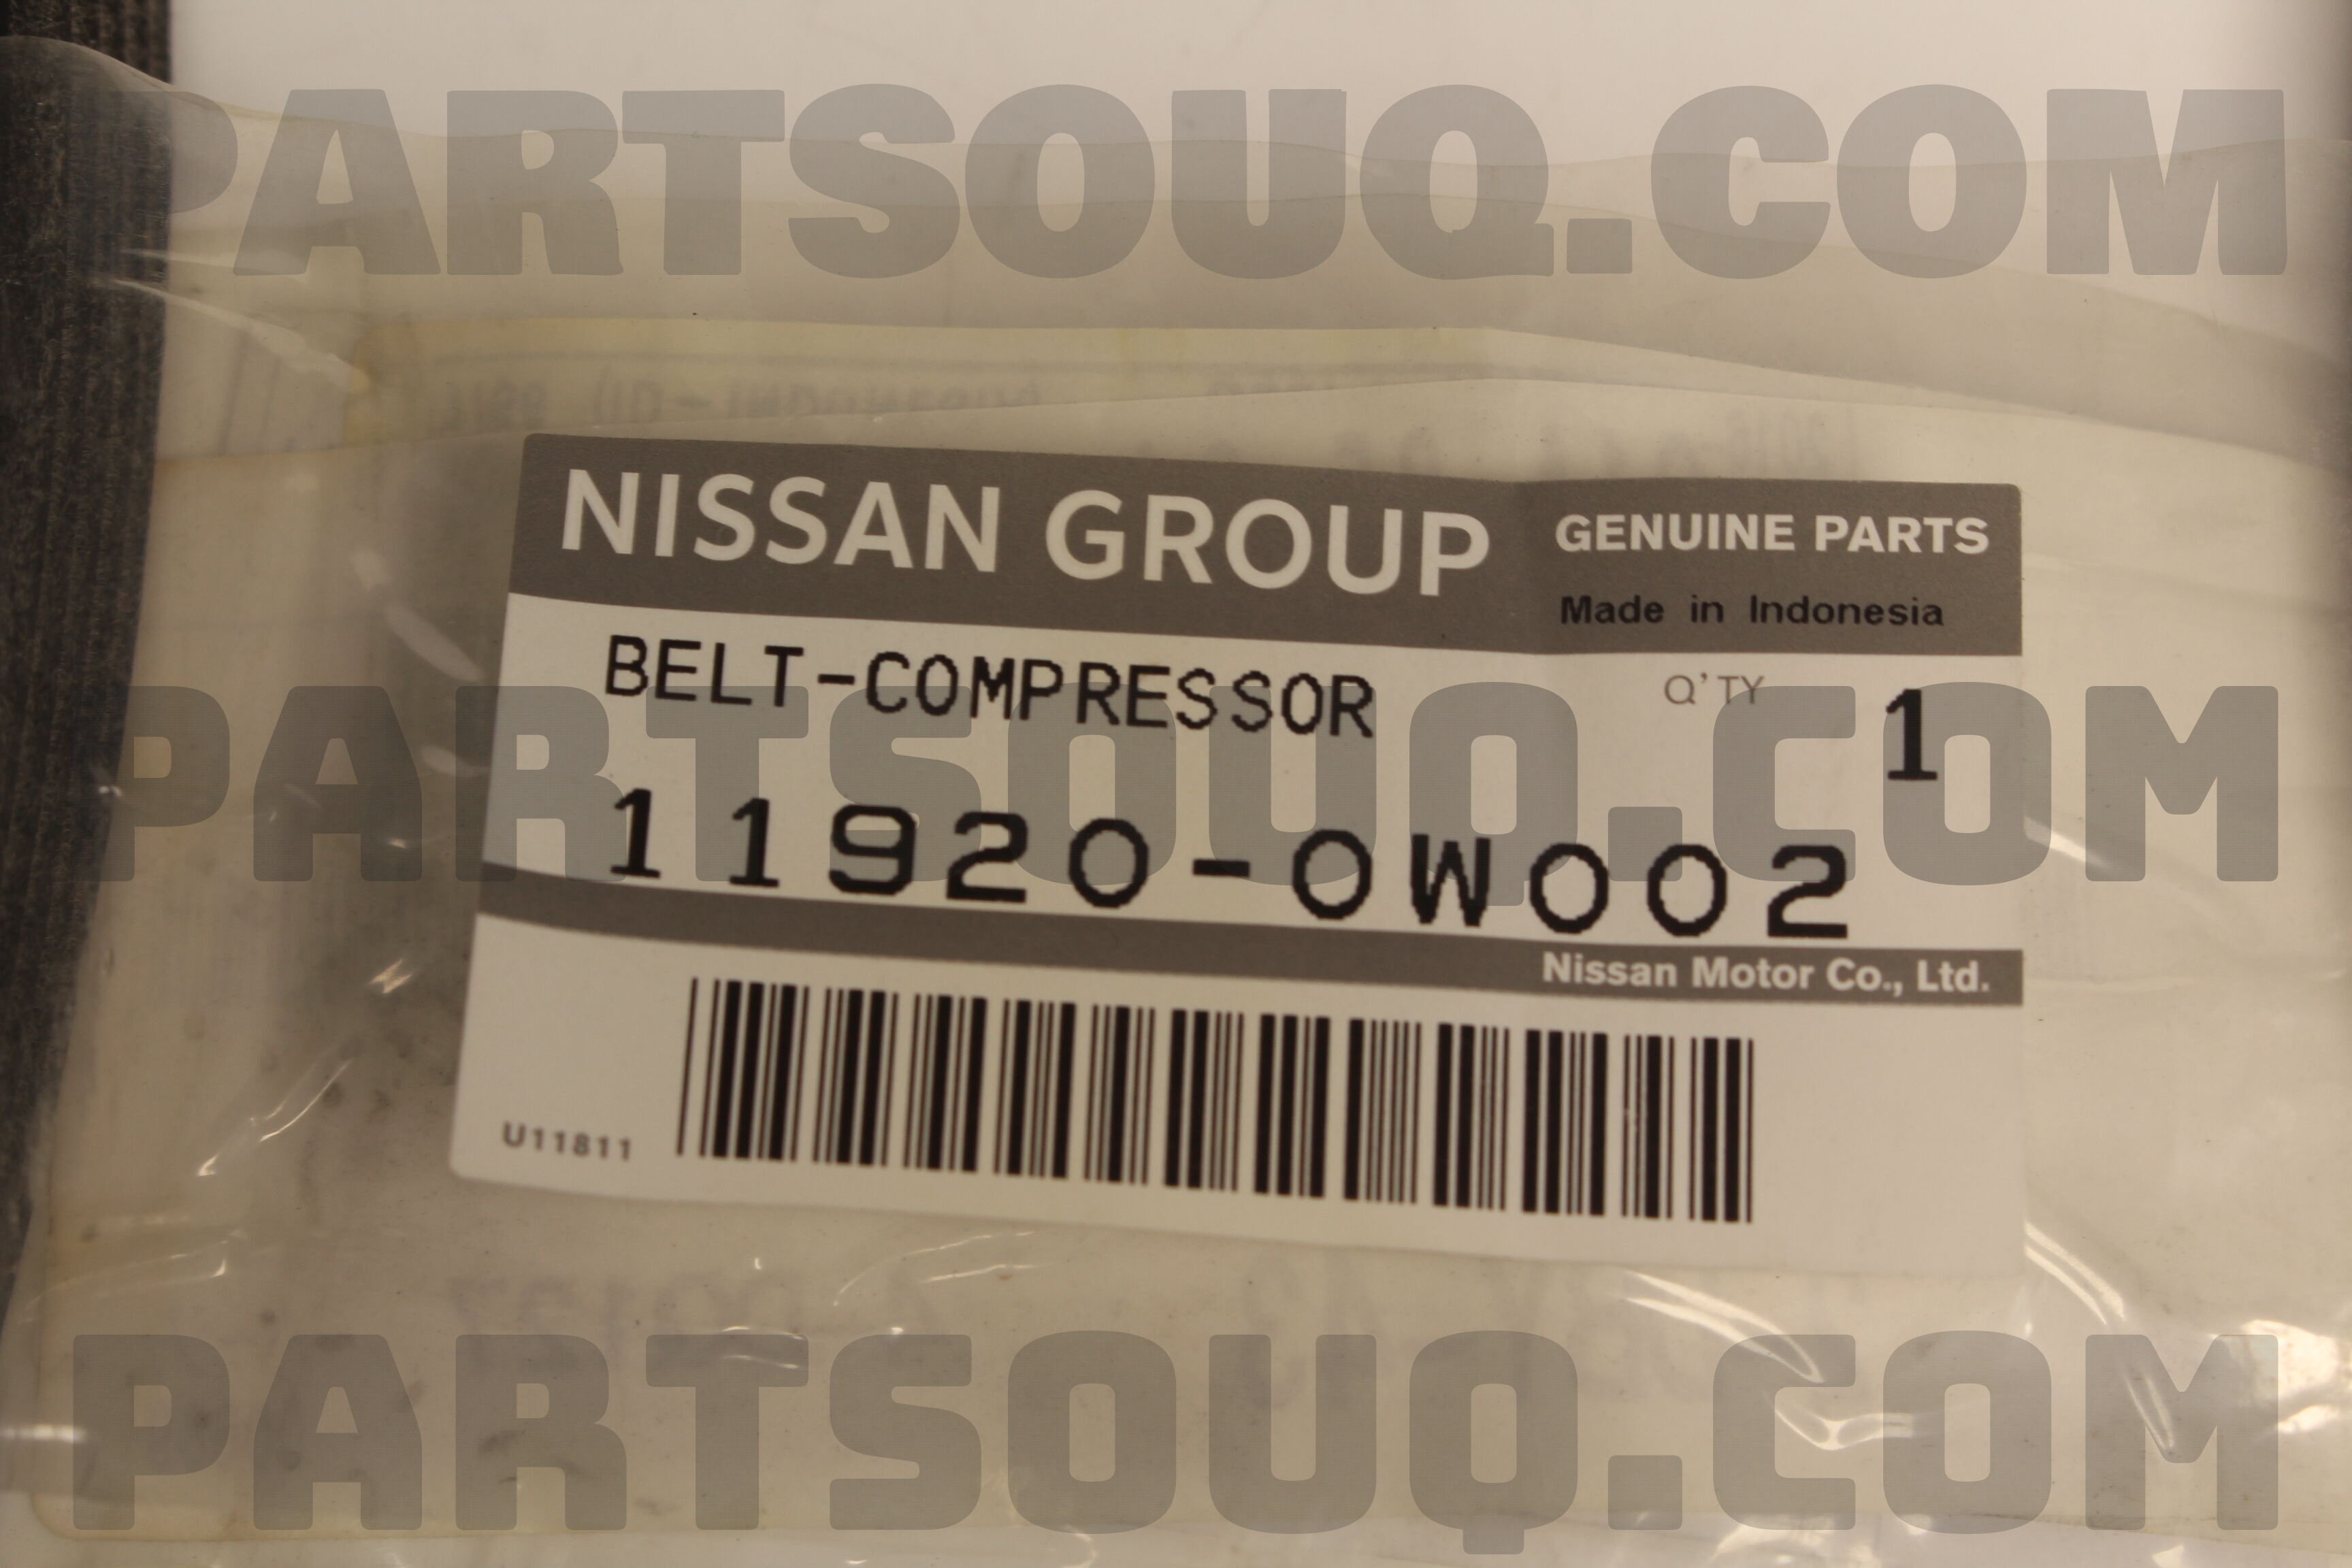 PARTSOUQ.COM
NISSAN GROUP
GENUINE PARTS
Made in Indonesia
BELT-COMPRESSOR
Q'TY 1
PARTSOUQ.COM
11920-0W002
Nissan Motor Co., Ltd.
U11811
PARTSOUQ.COM